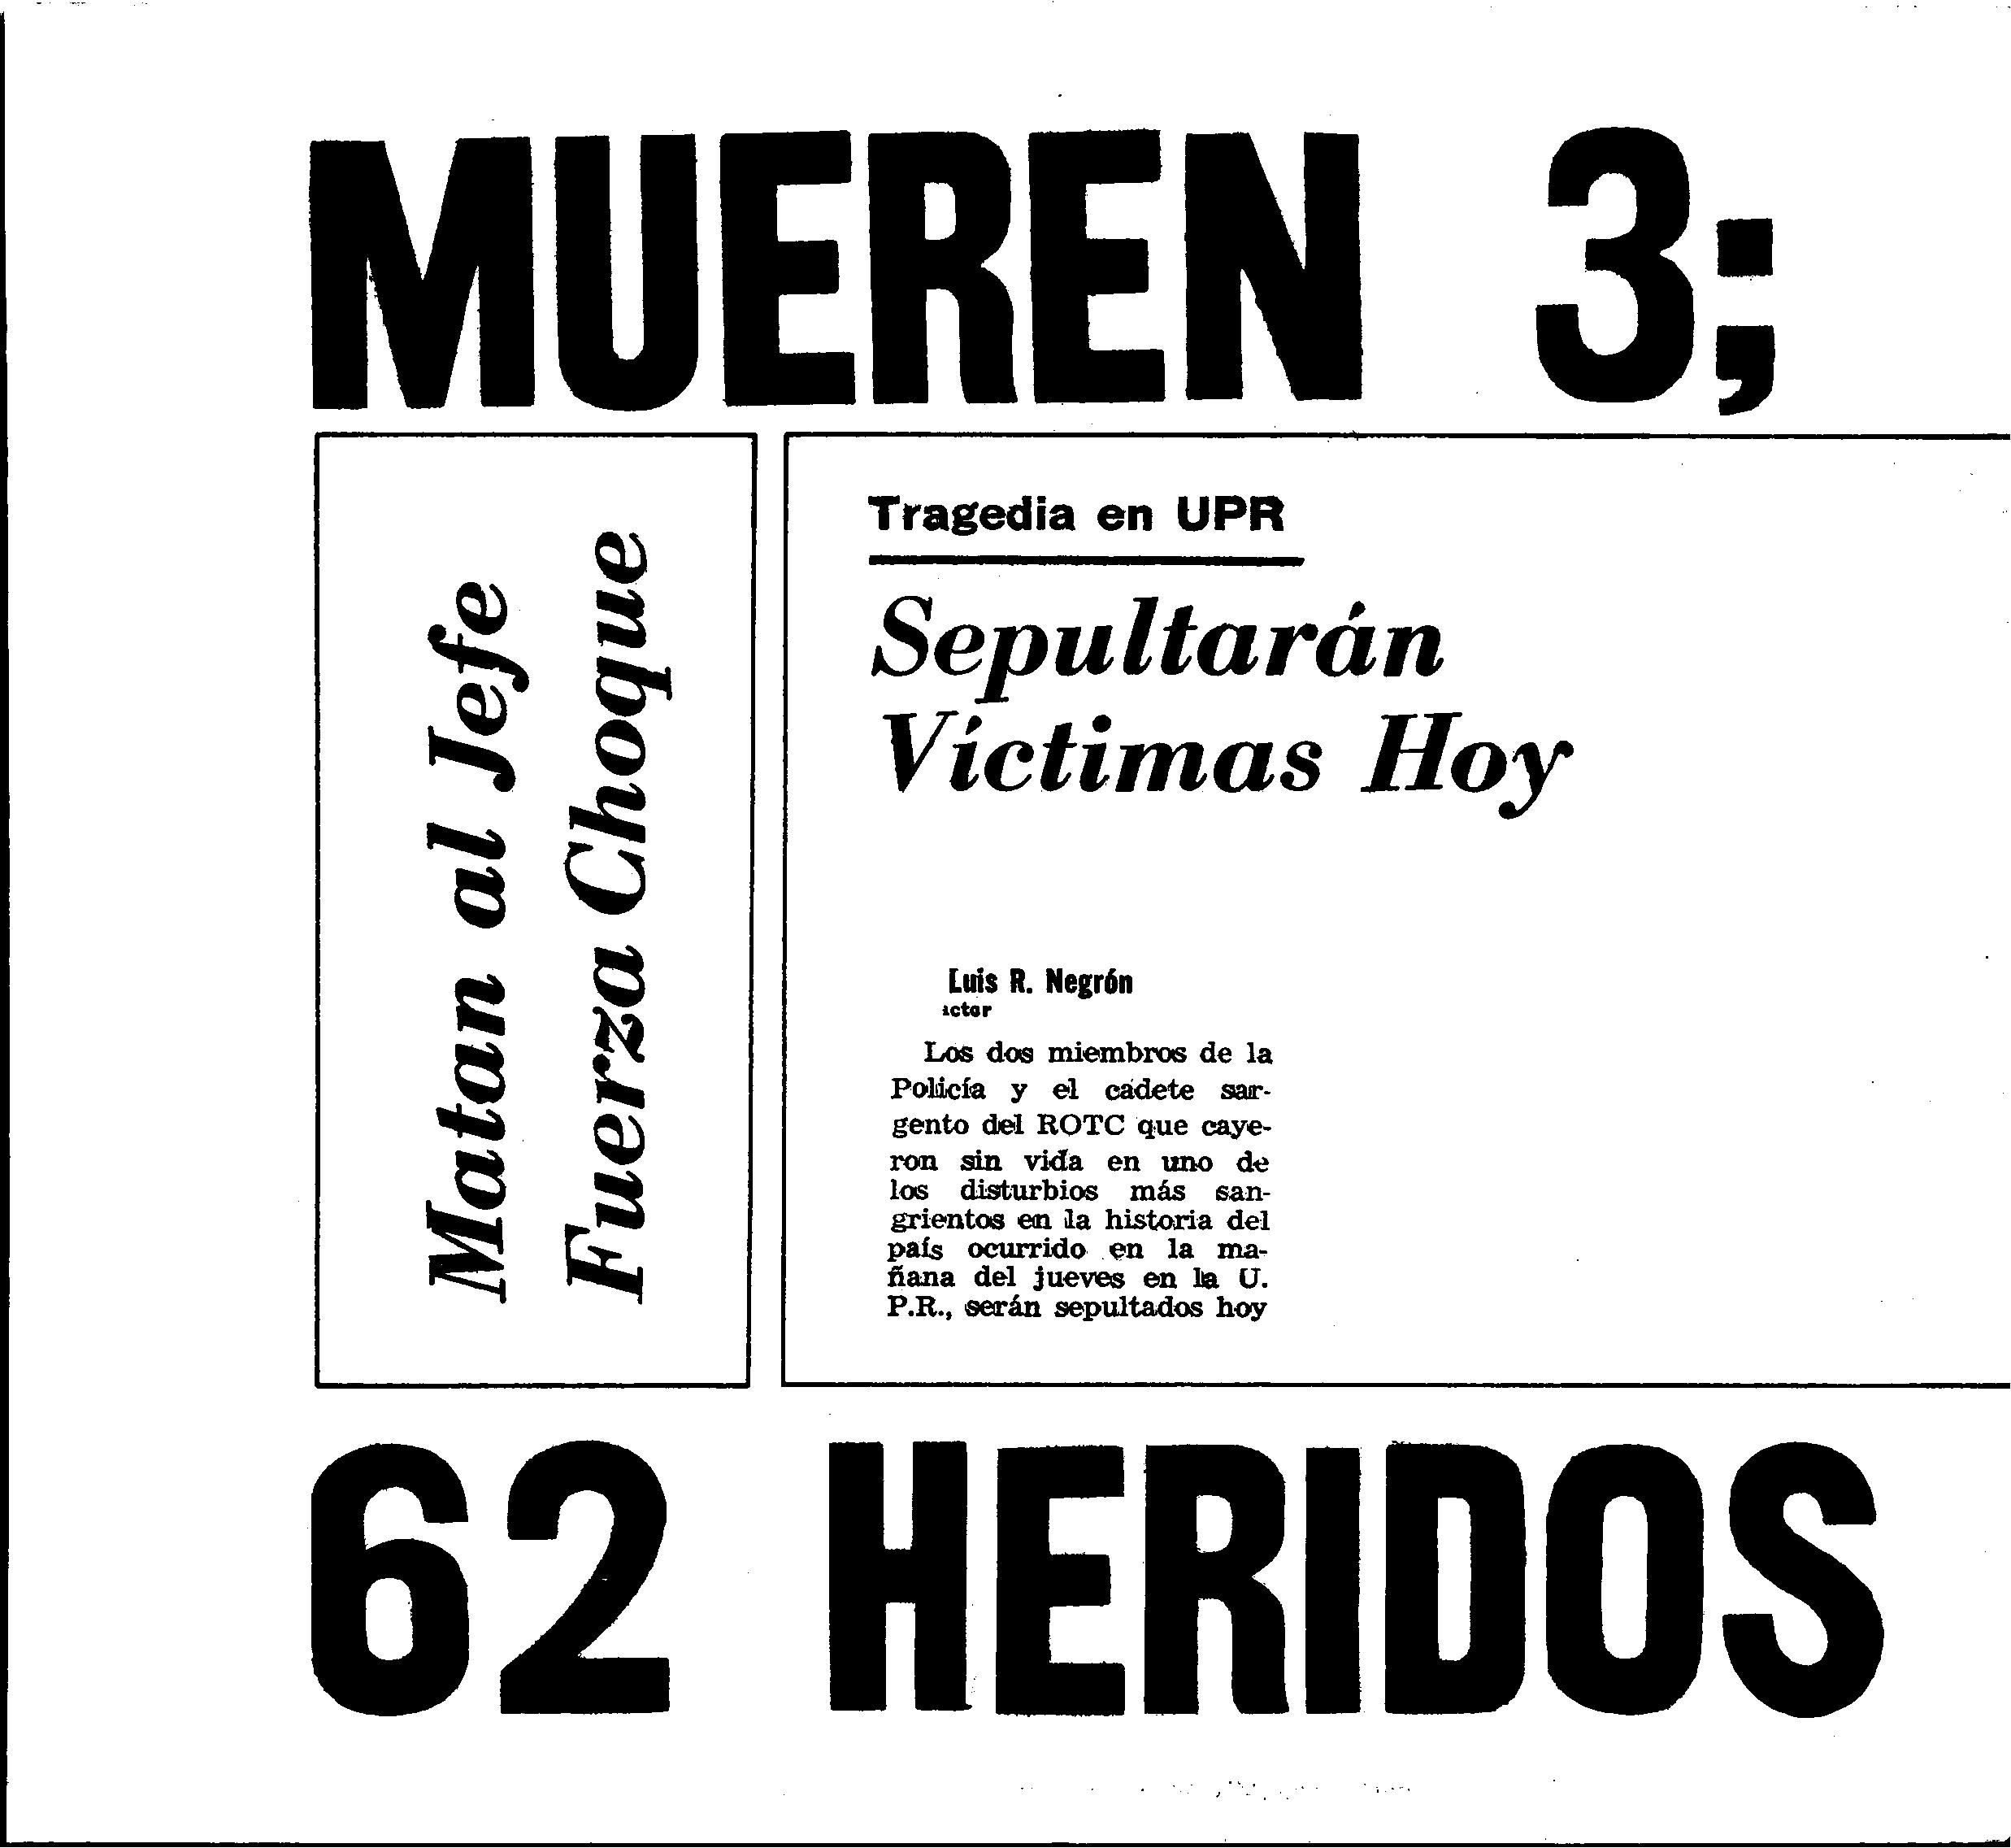 MUEREN 3;
Matan al Jefe
Fuerza Choque
Tragedia en UPR
Sepultarán
Víctimas Hoy
Luis R. Negrón
Los dos miembros de la
Policía y el cadete sar-
gento del ROTC que caye-
ron sin vida en uno de
los disturbios más san-
grientos en la historia del
país ocurrido en la ma-
ñana del jueves en la U.
P.R., serán sepultados hoy
62 HERIDOS